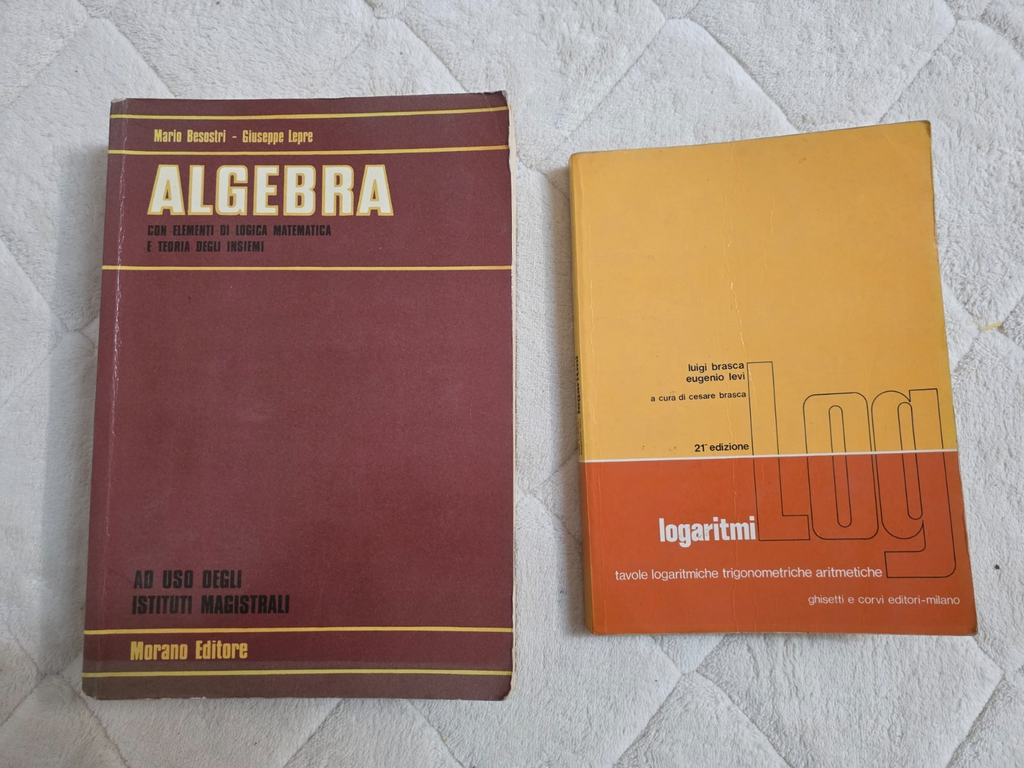 Mario Besostri - Giuseppe Lepre
ALGEBRA
CON ELEMENTI DI LOGICA MATEMATICA
E TEORIA DEGLI INSIEMI
AD USO DEGLI
ISTITUTI MAGISTRALI
Morano Editore
luigi brasca
eugenio levi
a cura di cesare brasca
21ª edizione
Log
logaritmi
tavole logaritmiche trigonometriche aritmetiche
ghisetti e corvi editori-milano